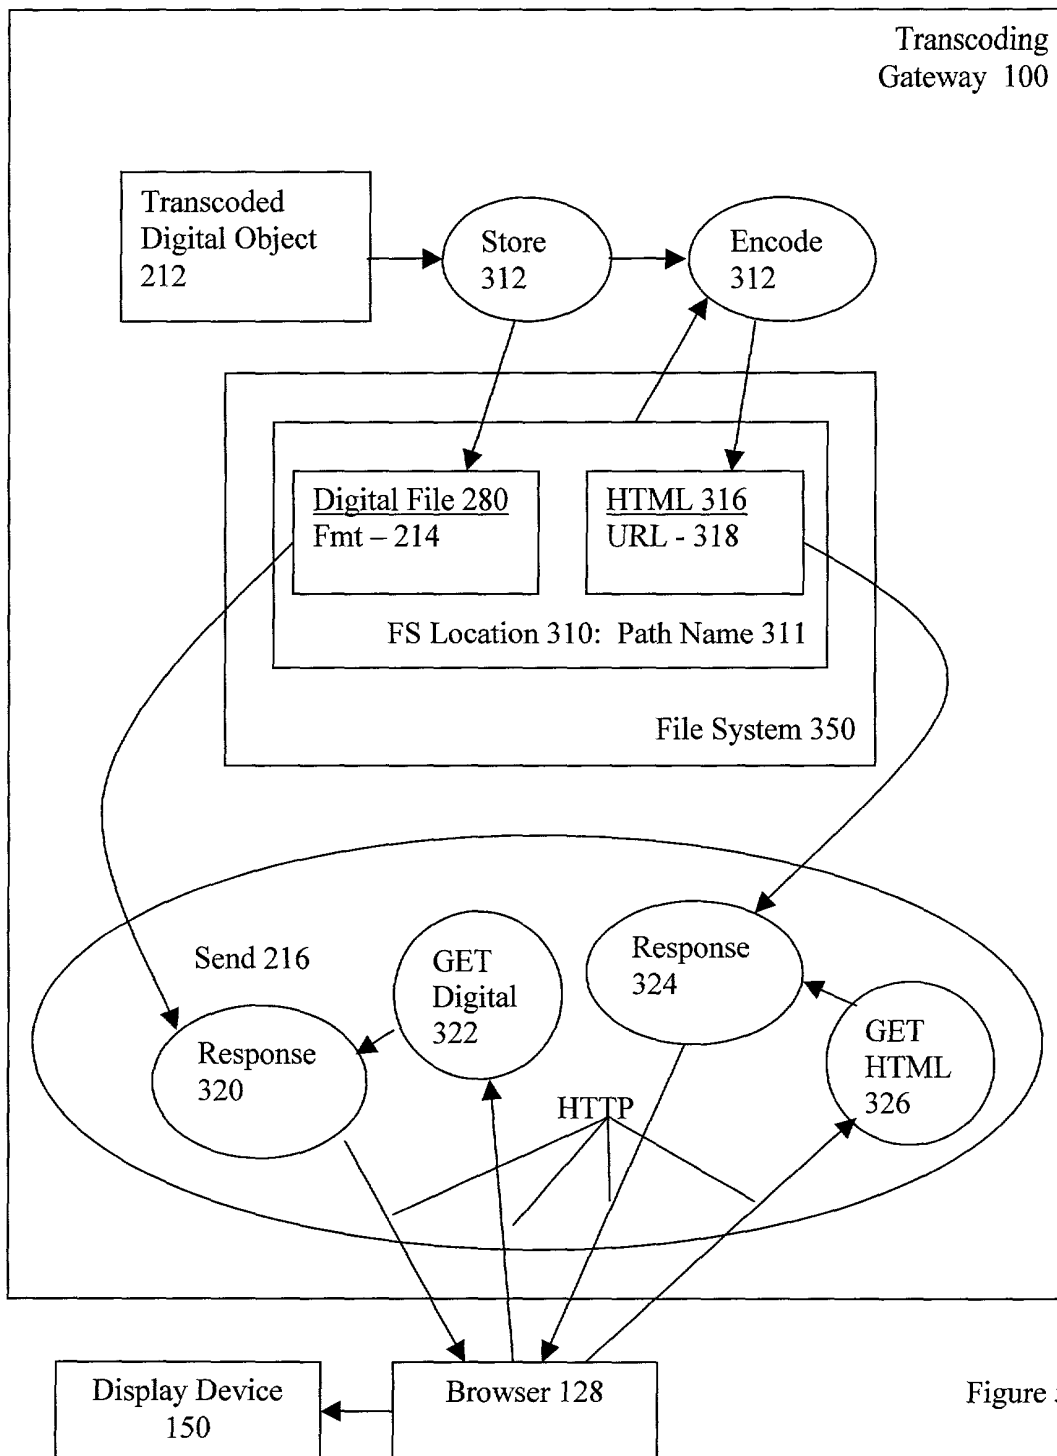 Transcoding
Gateway 100
Transcoded
Digital Object
212
Store
312
Encode
312
Digital File 280
Fmt – 214
HTML 316
URL - 318
FS Location 310: Path Name 311
File System 350
Send 216
Response
320
GET
Digital
322
Response
324
GET
HTML
326
HTTP
Display Device
150
Browser 128
Figure